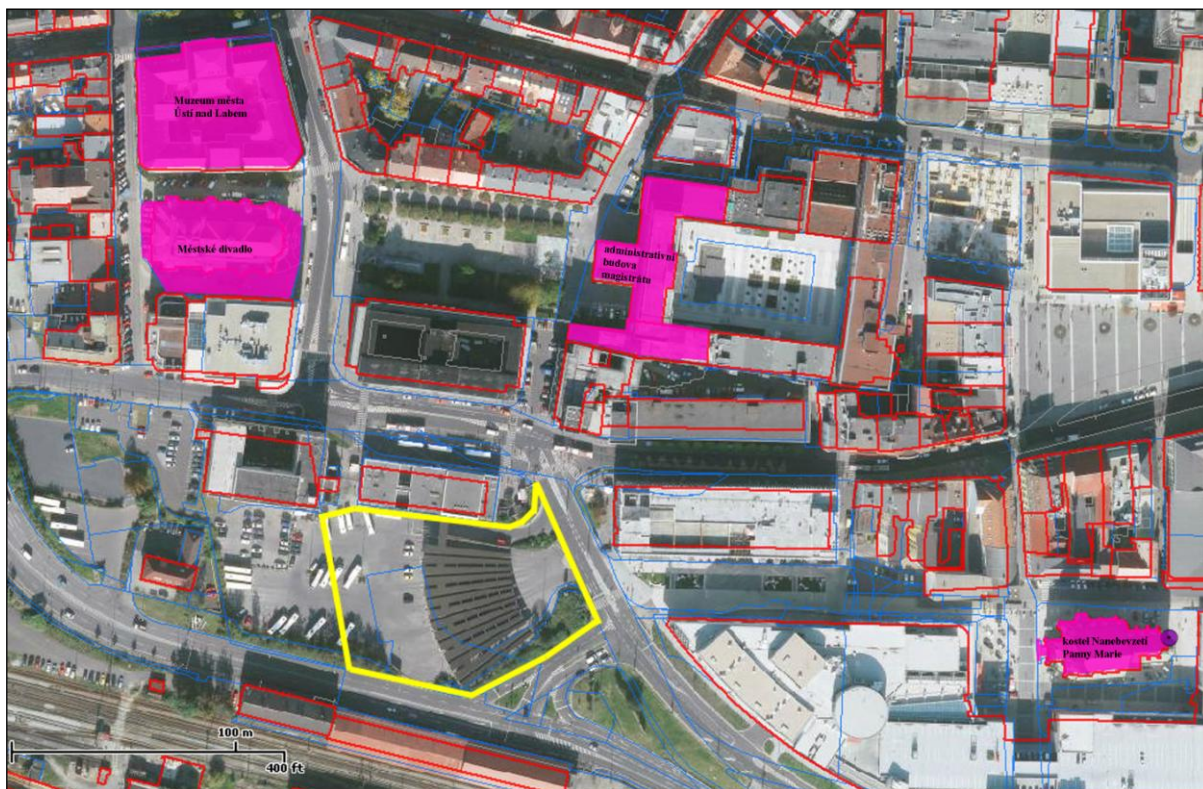 Muzeum města
Ústí nad Labem
Městské divadlo
administrativní
budova
magistrátu
kostel Nanebevzetí
Panny Marie
100 m
400 ft